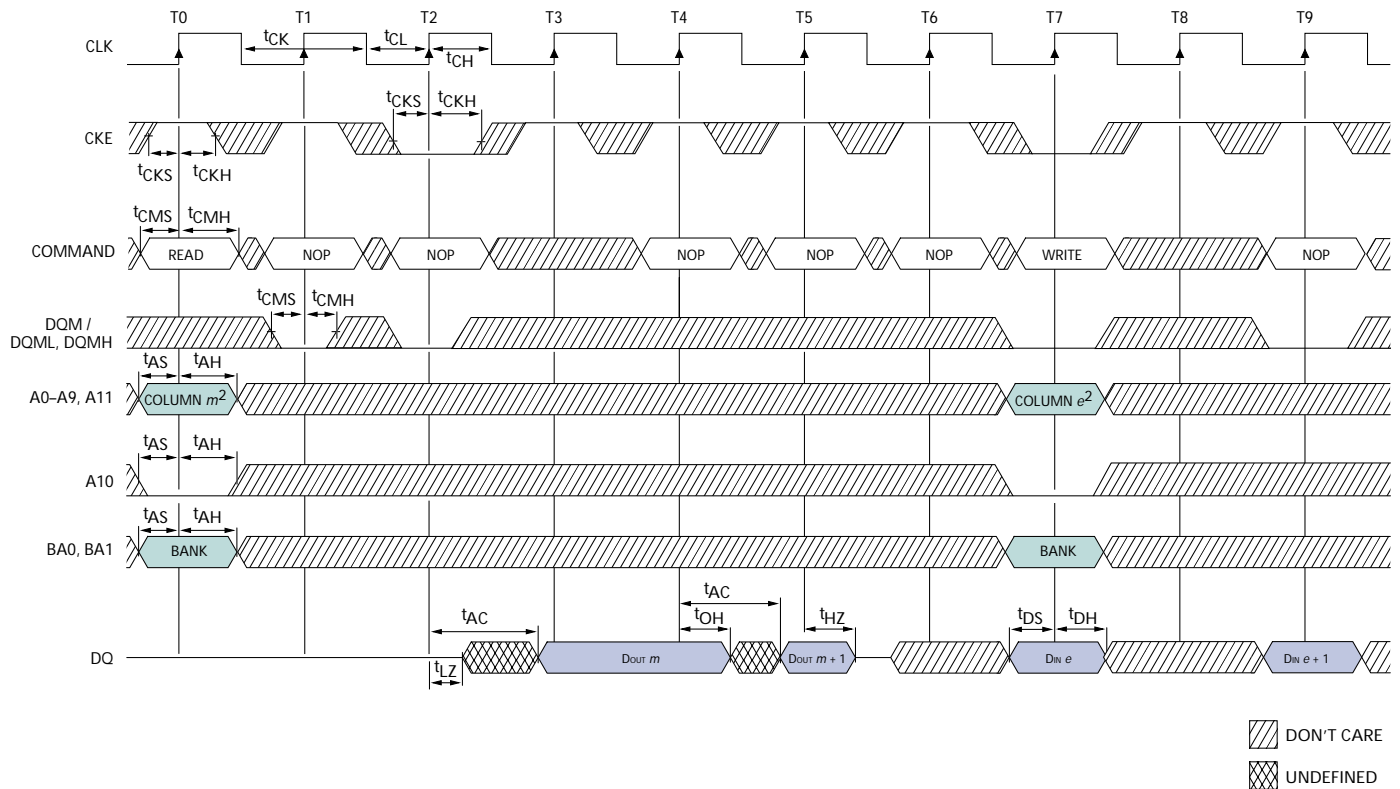 T0 T1 T2 T3 T4 T5 T6 T7 T8 T9
CLK
tCK tCL
tCH
tCKS tCKH
CKE
tCKS tCKH
tCMS tCMH
COMMAND READ NOP NOP NOP NOP NOP WRITE NOP
tCMS tCMH
DQM /
DQML, DQMH
tAS tAH
A0–A9, A11 COLUMN m2 COLUMN e2
tAS tAH
A10
tAS tAH
BA0, BA1 BANK BANK
tAC
tAC tOH tHZ tDS tDH
DQ DOUT m DOUT m + 1 DIN e DIN e + 1
tLZ
DON'T CARE
UNDEFINED